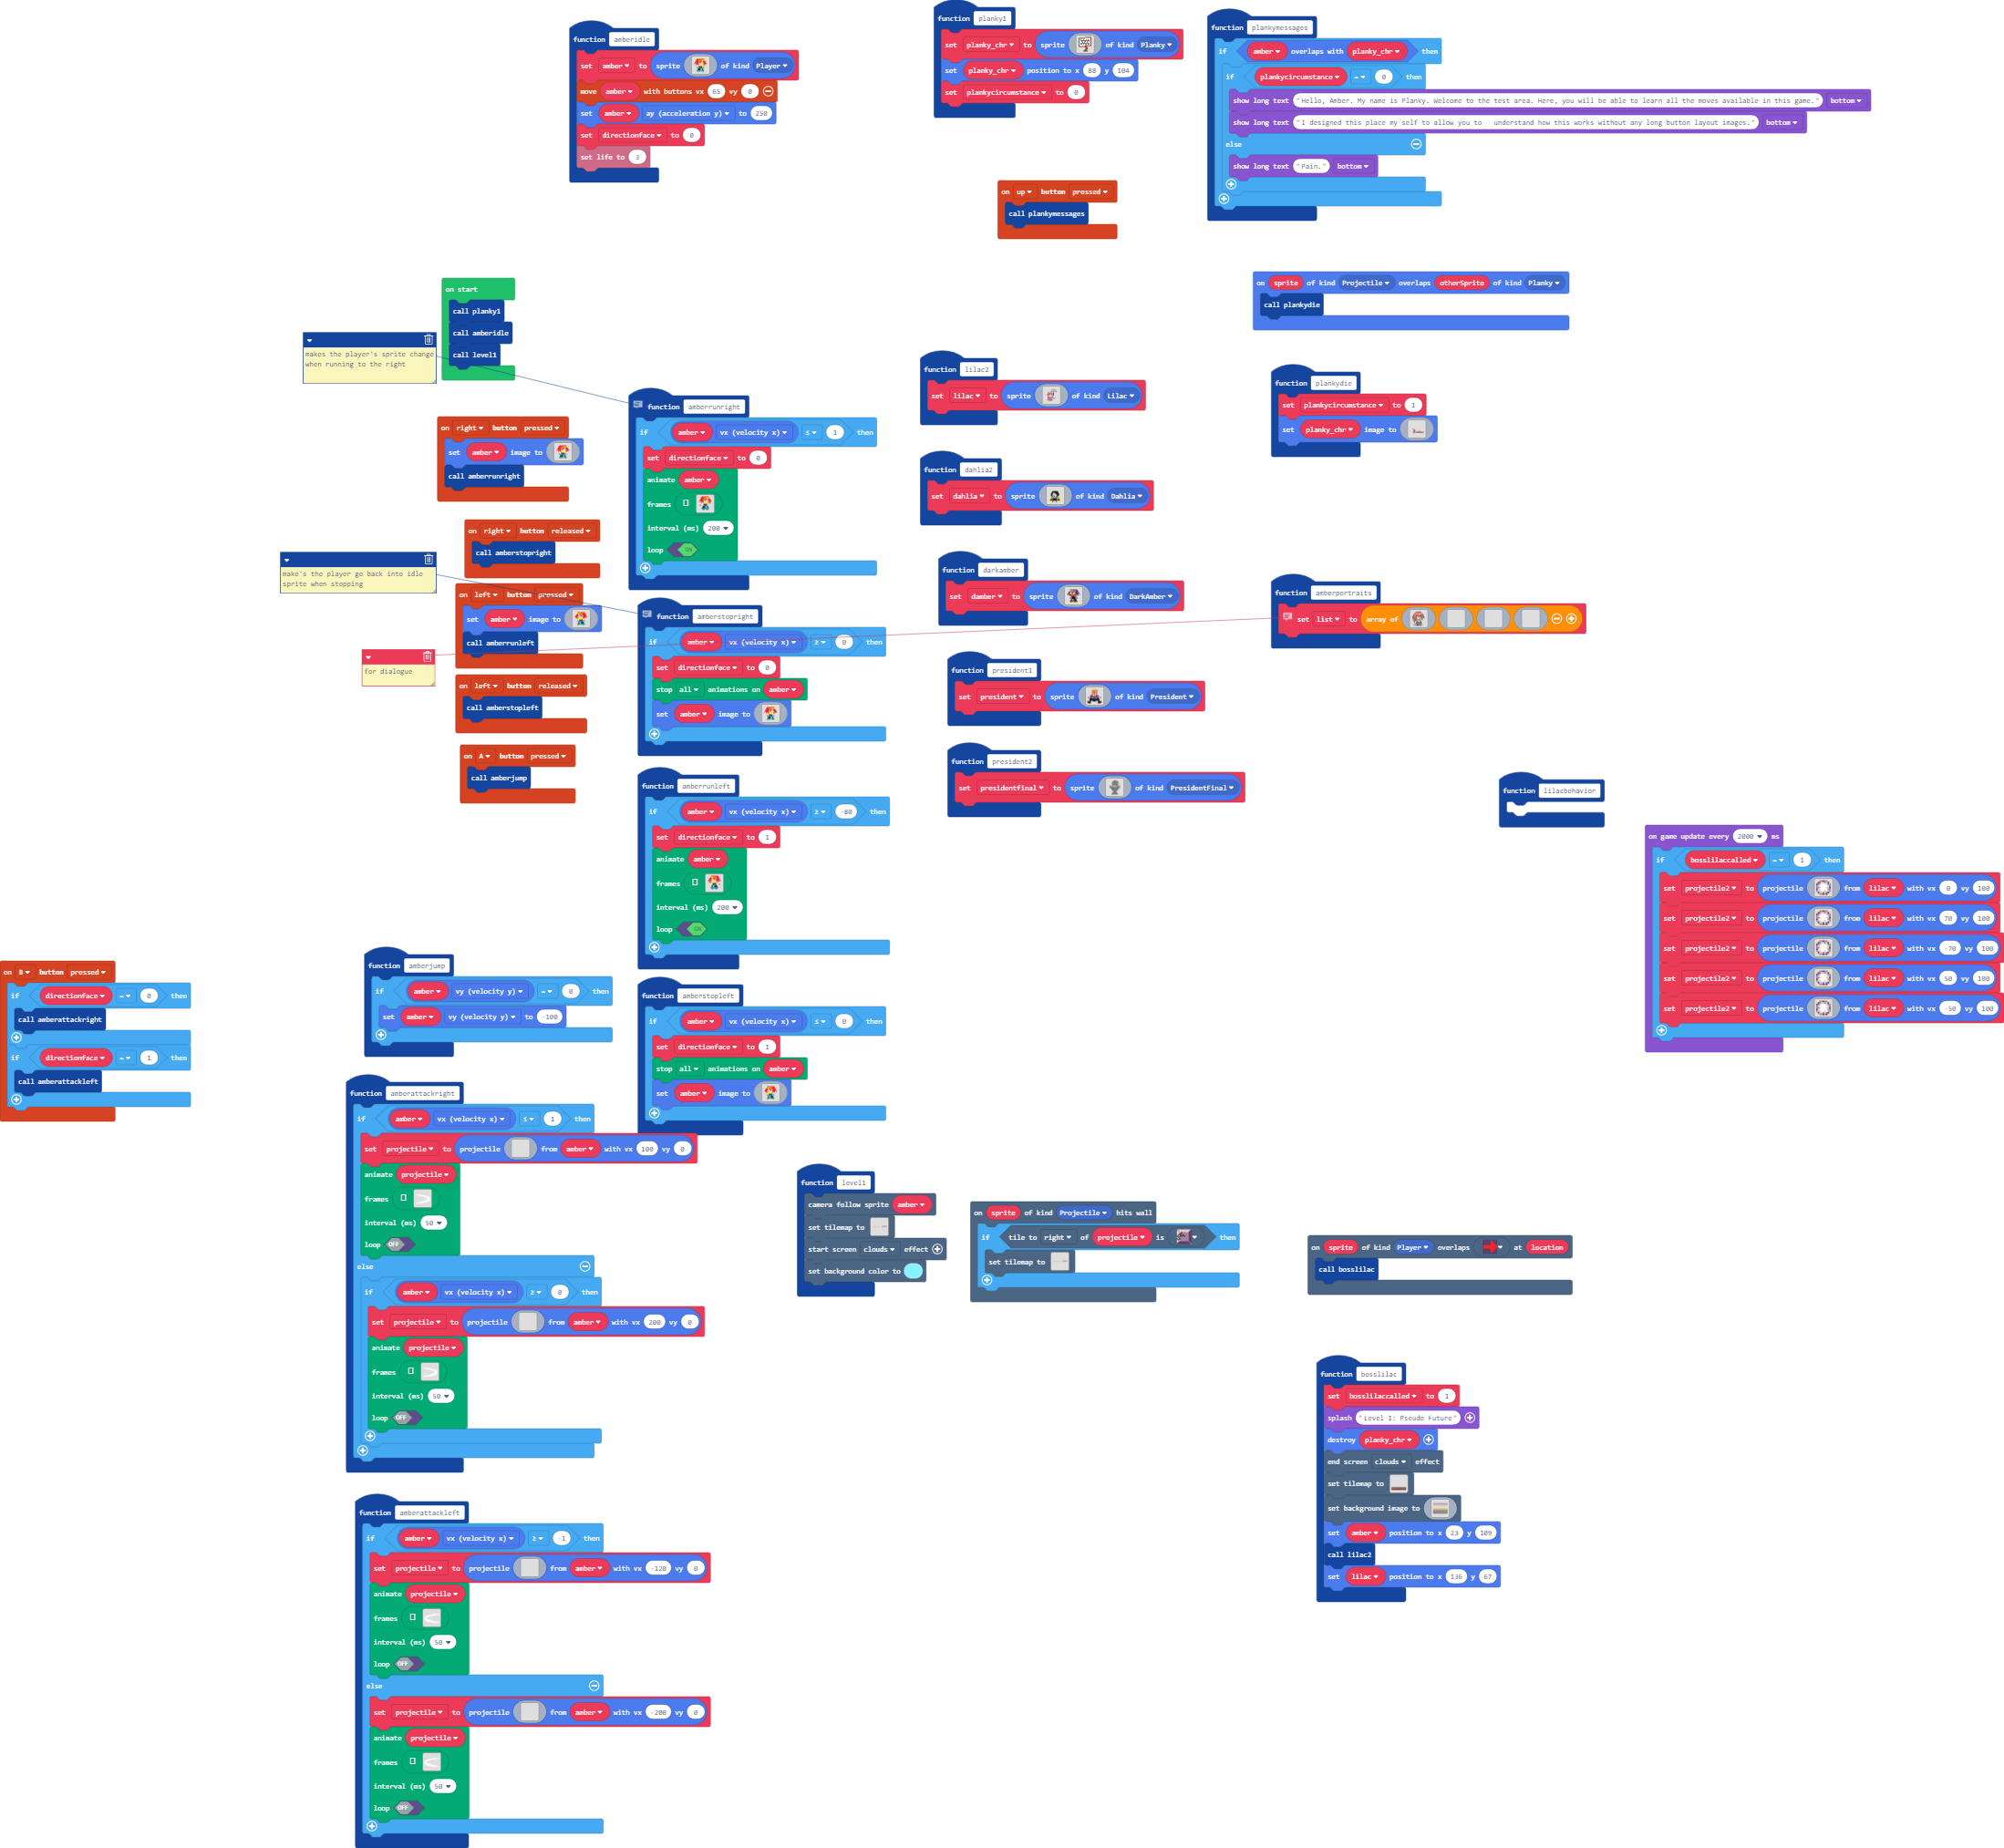 function amberidle
set amber to sprite of kind Player
move amber with buttons vx 65 vy 0
set amber ay (acceleration y) to 250
set directionface to 0
set life to 3
function planky1
set planky_chr to sprite of kind Planky
set planky_chr position to x 88 y 104
set plankycircumstance to 0
function plankymessages
if amber overlaps with planky_chr then
if plankycircumstance = 0 then
show long text "Hello, Amber. My name is Planky. Welcome to the test area. Here, you will be able to learn all the moves available in this game." bottom
show long text "I designed this place my self to allow you to understand how this works without any long button layout images." bottom
else
show long text "Pain." bottom
on up button pressed
call plankymessages
on sprite of kind Projectile overlaps otherSprite of kind Planky
call plankydie
on start
call planky1
call amberidle
call level1
makes the player's sprite change
when running to the right
on right button pressed
set amber image to
call amberrunright
on right button released
call amberstopright
make's the player go back into idle
sprite when stopping
on left button pressed
set amber image to
call amberrunleft
for dialogue
on left button released
call amberstopleft
on A button pressed
call amberjump
function amberrunright
if amber vx (velocity x) ≤ 1 then
set directionface to 0
animate amber
frames
interval (ms) 200
loop ON
function amberstopright
if amber vx (velocity x) ≥ 0 then
set directionface to 0
stop all animations on amber
set amber image to
function amberrunleft
if amber vx (velocity x) ≥ -80 then
set directionface to 1
animate amber
frames
interval (ms) 200
loop ON
function amberstopleft
if amber vx (velocity x) ≤ 0 then
set directionface to 1
stop all animations on amber
set amber image to
function lilac2
set lilac to sprite of kind Lilac
function dahlia2
set dahlia to sprite of kind Dahlia
function darkamber
set damber to sprite of kind DarkAmber
function president1
set president to sprite of kind President
function president2
set presidentfinal to sprite of kind PresidentFinal
function plankydie
set plankycircumstance to 1
set planky_chr image to
function amberportraits
set list to array of
function lilacbehavior
on game update every 2000 ms
if bosslilaccalled = 1 then
set projectile2 to projectile from lilac with vx 0 vy 100
set projectile2 to projectile from lilac with vx 70 vy 100
set projectile2 to projectile from lilac with vx -70 vy 100
set projectile2 to projectile from lilac with vx 50 vy 100
set projectile2 to projectile from lilac with vx -50 vy 100
on B button pressed
if directionface = 0 then
call amberattackright
if directionface = 1 then
call amberattackleft
function amberjump
if amber vy (velocity y) = 0 then
set amber vy (velocity y) to -100
function amberattackright
if amber vx (velocity x) ≤ 1 then
set projectile to projectile from amber with vx 100 vy 0
animate projectile
frames
interval (ms) 50
loop OFF
else
if amber vx (velocity x) ≥ 0 then
set projectile to projectile from amber with vx 200 vy 0
animate projectile
frames
interval (ms) 50
loop OFF
function amberattackleft
if amber vx (velocity x) ≥ -1 then
set projectile to projectile from amber with vx -120 vy 0
animate projectile
frames
interval (ms) 50
loop OFF
else
set projectile to projectile from amber with vx -200 vy 0
animate projectile
frames
interval (ms) 50
loop OFF
function level1
camera follow sprite amber
set tilemap to
start screen clouds effect
set background color to
on sprite of kind Projectile hits wall
if tile to right of projectile is then
set tilemap to
on sprite of kind Player overlaps at location
call bosslilac
function bosslilac
set bosslilaccalled to 1
splash "Level 1: Pseudo Future"
destroy planky_chr
end screen clouds effect
set tilemap to
set background image to
set amber position to x 23 y 109
call lilac2
set lilac position to x 136 y 67